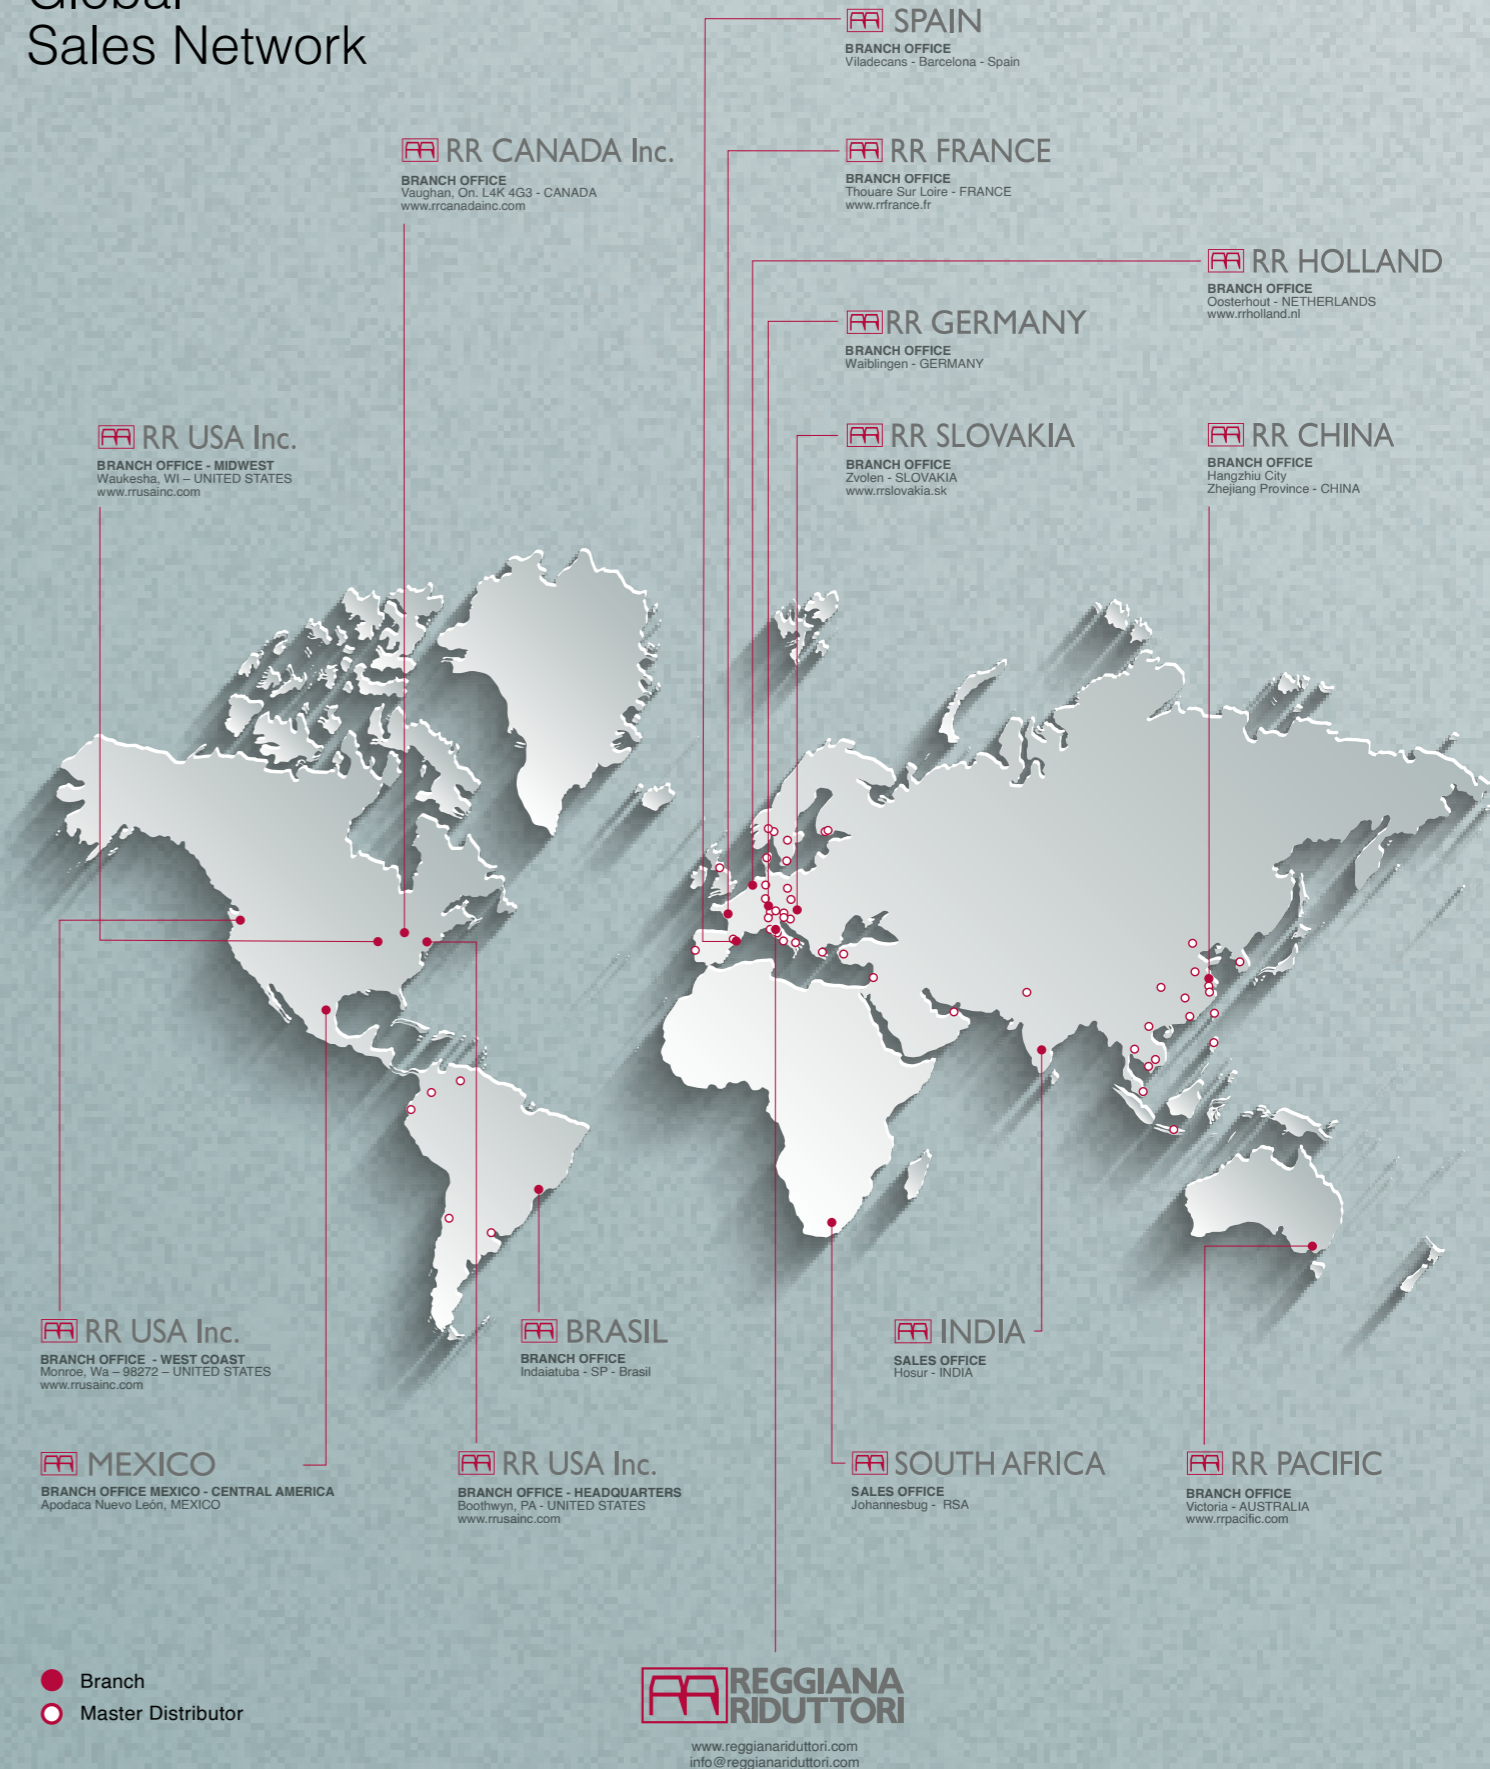 Global
Sales Network
SPAIN
BRANCH OFFICE
Viladecans - Barcelona - Spain
RR CANADA Inc.
BRANCH OFFICE
Vaughan, On. L4K 4G3 - CANADA
www.rrcanadainc.com
RR FRANCE
BRANCH OFFICE
Thouare Sur Loire - FRANCE
www.rrfrance.fr
RR HOLLAND
BRANCH OFFICE
Oosterhout - NETHERLANDS
www.rrholland.nl
RR GERMANY
BRANCH OFFICE
Waiblingen - GERMANY
RR USA Inc.
BRANCH OFFICE - MIDWEST
Waukesha, WI – UNITED STATES
www.rrusainc.com
RR SLOVAKIA
BRANCH OFFICE
Zvolen - SLOVAKIA
www.rrslovakia.sk
RR CHINA
BRANCH OFFICE
Hangzhiu City
Zhejiang Province - CHINA
RR USA Inc.
BRANCH OFFICE - WEST COAST
Monroe, Wa – 98272 – UNITED STATES
www.rrusainc.com
BRASIL
BRANCH OFFICE
Indaiatuba - SP - Brasil
INDIA
SALES OFFICE
Hosur - INDIA
MEXICO
BRANCH OFFICE MEXICO - CENTRAL AMERICA
Apodaca Nuevo León, MEXICO
RR USA Inc.
BRANCH OFFICE - HEADQUARTERS
Boothwyn, PA - UNITED STATES
www.rrusainc.com
SOUTH AFRICA
SALES OFFICE
Johannesbug - RSA
RR PACIFIC
BRANCH OFFICE
Victoria - AUSTRALIA
www.rrpacific.com
Branch
Master Distributor
REGGIANA
RIDUTTORI
www.reggianariduttori.com
info@reggianariduttori.com